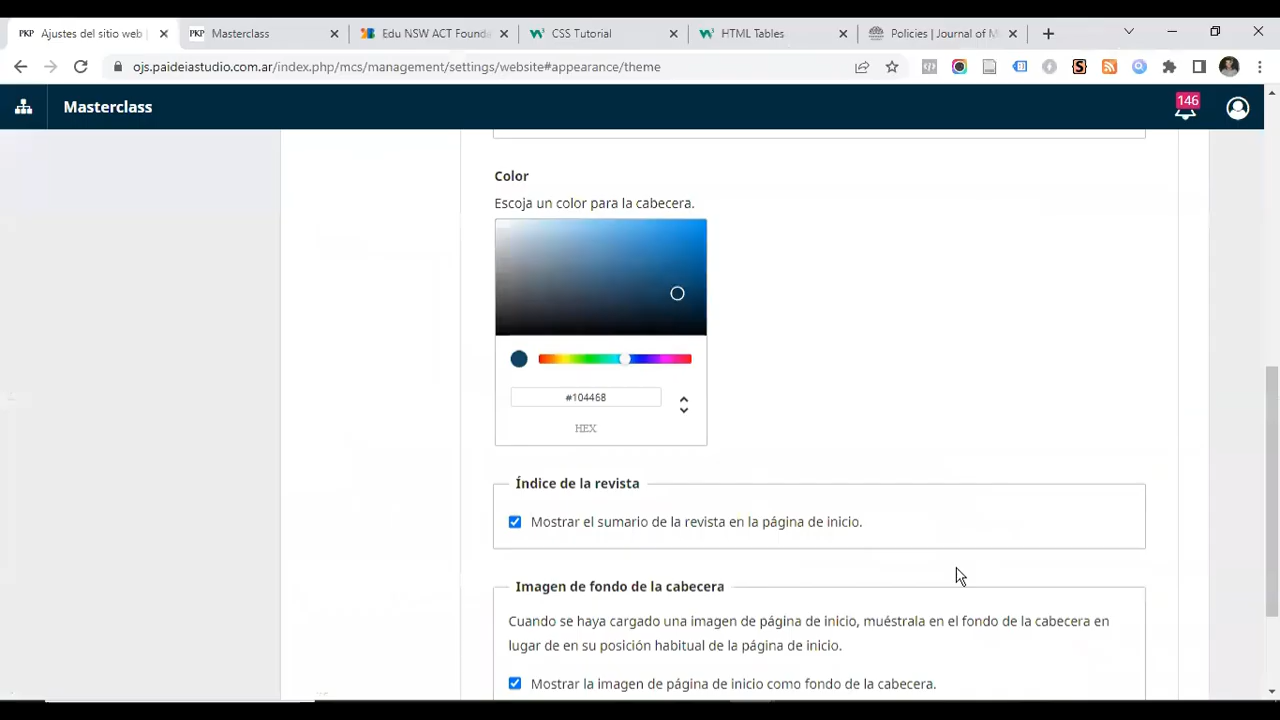 PKP Ajustes del sitio web
PKP Masterclass
Edu NSW ACT Founda
CSS Tutorial
HTML Tables
Policies | Journal of M
ojs.paideiastudio.com.ar/index.php/mcs/management/settings/website#appearance/theme
Masterclass
146
Color
Escoja un color para la cabecera.
#104468
HEX
Índice de la revista
Mostrar el sumario de la revista en la página de inicio.
Imagen de fondo de la cabecera
Cuando se haya cargado una imagen de página de inicio, muéstrala en el fondo de la cabecera en
lugar de en su posición habitual de la página de inicio.
Mostrar la imagen de página de inicio como fondo de la cabecera.